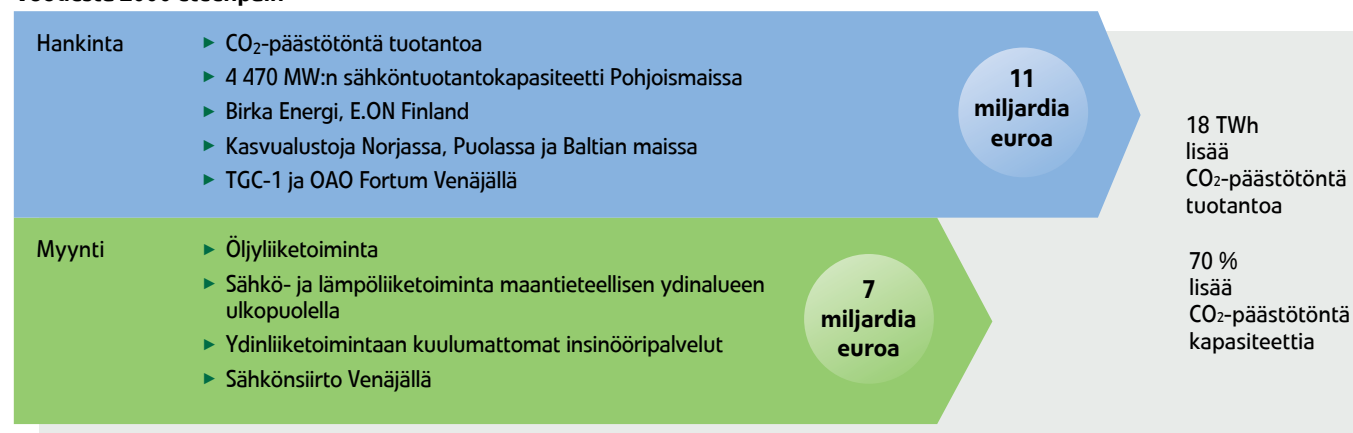 Hankinta
▶ CO₂-päästötöntä tuotantoa
▶ 4 470 MW:n sähköntuotantokapasiteetti Pohjoismaissa
▶ Birka Energi, E.ON Finland
▶ Kasvualustoja Norjassa, Puolassa ja Baltian maissa
▶ TGC-1 ja OAO Fortum Venäjällä
11
miljardia
euroa
Myynti
▶ Öljyliiketoiminta
▶ Sähkö- ja lämpöliiketoiminta maantieteellisen ydinalueen
ulkopuolella
▶ Ydinliiketoimintaan kuulumattomat insinööripalvelut
▶ Sähkönsiirto Venäjällä
7
miljardia
euroa
18 TWh
lisää
CO₂-päästötöntä
tuotantoa
70 %
lisää
CO₂-päästötöntä
kapasiteettia